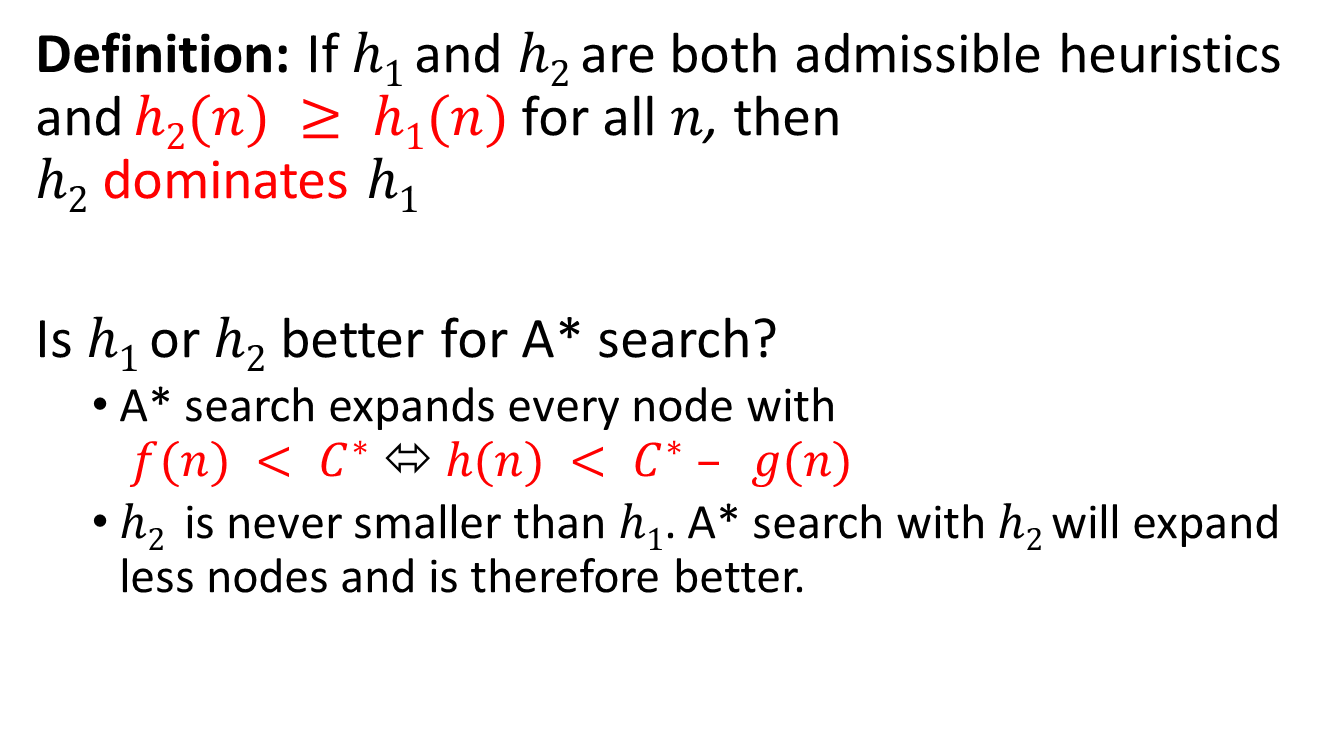 Definition: If h₁ and h₂ are both admissible heuristics
and h₂(n) ≥ h₁(n) for all n, then
h₂ dominates h₁
Is h₁ or h₂ better for A* search?
• A* search expands every node with
f(n) < C* ⬄ h(n) < C* – g(n)
• h₂ is never smaller than h₁. A* search with h₂ will expand
less nodes and is therefore better.